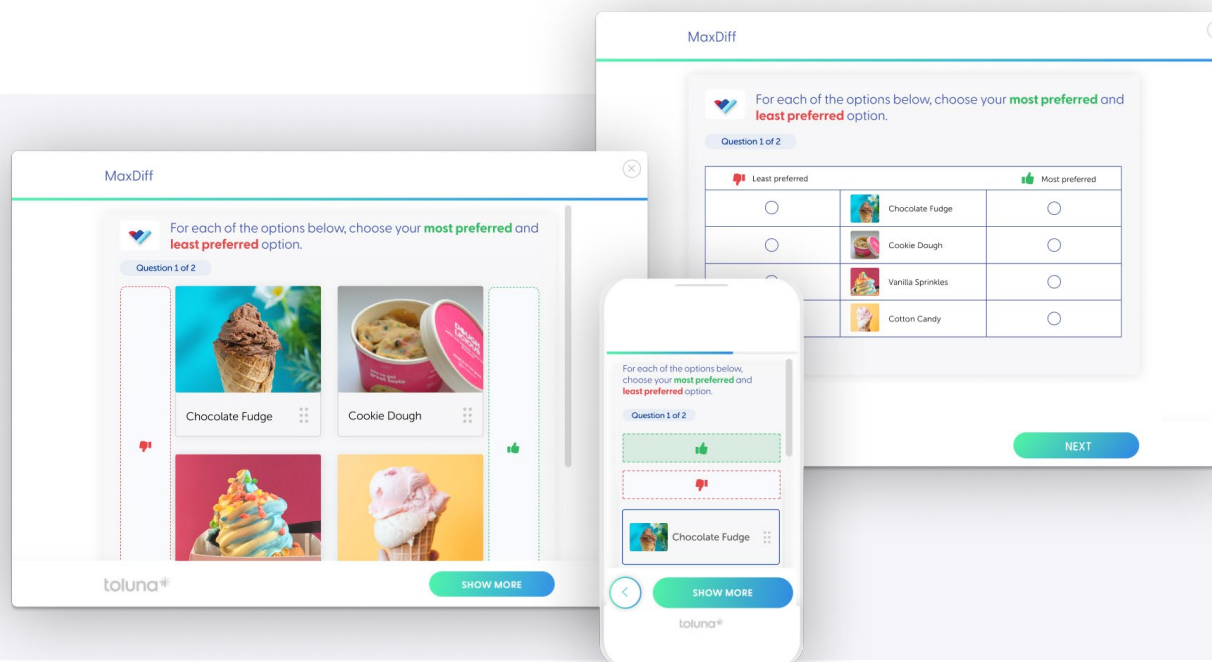 MaxDiff
For each of the options below, choose your most preferred and
least preferred option.
Question 1 of 2
Chocolate Fudge
Cookie Dough
toluna
SHOW MORE
MaxDiff
For each of the options below, choose your most preferred and
least preferred option.
Question 1 of 2
Least preferred
Most preferred
Chocolate Fudge
Cookie Dough
Vanilla Sprinkles
Cotton Candy
NEXT
For each of the options below,
choose your most preferred and
least preferred option.
Question 1 of 2
Chocolate Fudge
SHOW MORE
toluna